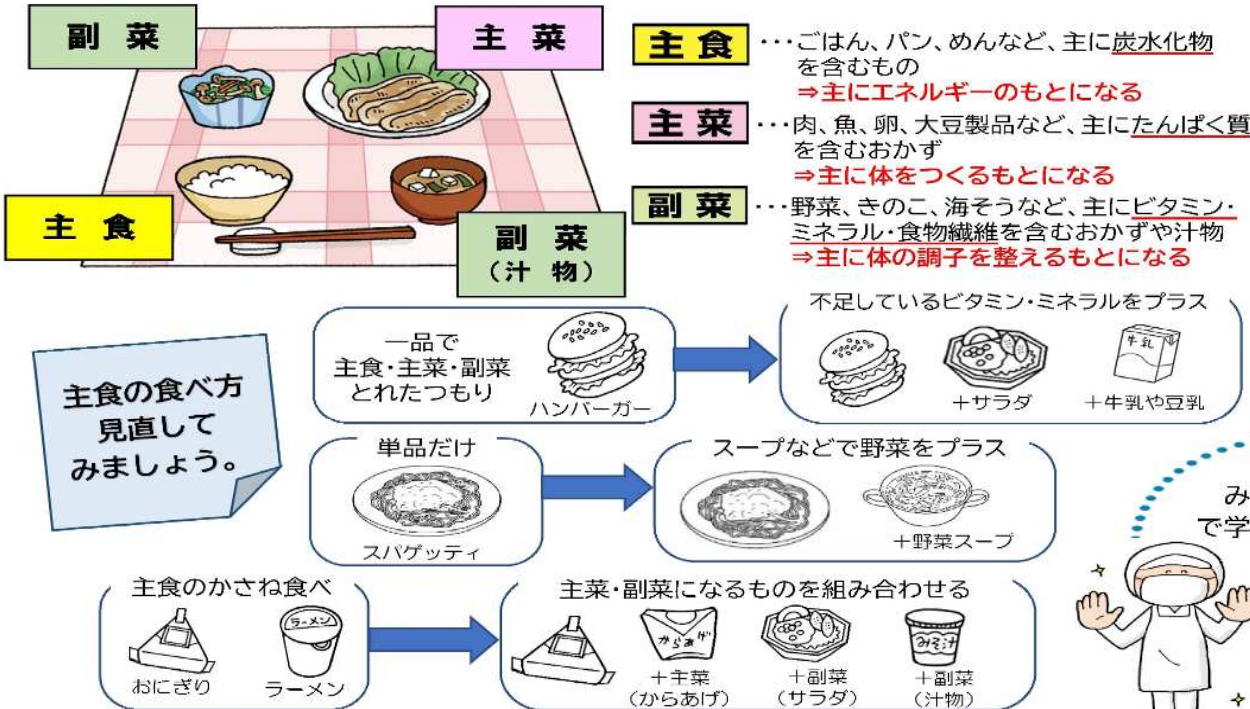 副 菜
主 菜
主 食
副 菜
(汁 物)
主 食 ・・・ごはん、パン、めんなど、主に炭水化物
を含むもの
⇒主にエネルギーのもとになる
主 菜 ・・・肉、魚、卵、大豆製品など、主にたんぱく質
を含むおかず
⇒主に体をつくるもとになる
副 菜 ・・・野菜、きのこ、海そうなど、主にビタミン・
ミネラル・食物繊維を含むおかずや汁物
⇒主に体の調子を整えるもとになる
主食の食べ方
見直して
みましょう。
一品で
主食・主菜・副菜
とれたつもり
ハンバーガー
不足しているビタミン・ミネラルをプラス
牛乳
+サラダ
+牛乳や豆乳
単品だけ
スパゲッティ
スープなどで野菜をプラス
+野菜スープ
主食のかさね食べ
ラーメン
おにぎり
ラーメン
主菜・副菜になるものを組み合わせる
からあげ
みそ汁
+主菜
(からあげ)
+副菜
(サラダ)
+副菜
(汁物)
み
で学